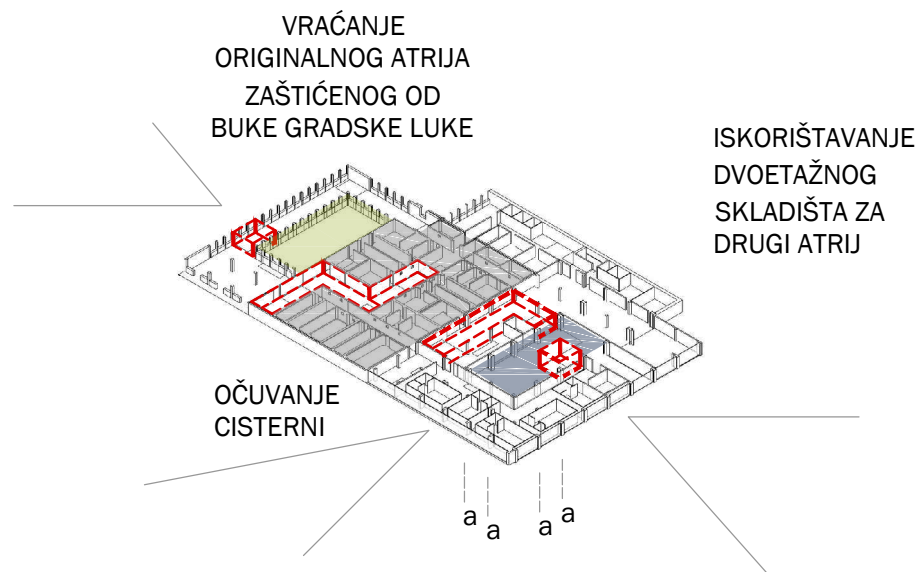 VRAĆANJE
ORIGINALNOG ATRIJA
ZAŠTIĆENOG OD
BUKE GRADSKE LUKE
ISKORIŠTAVANJE
DVOETAŽNOG
SKLADIŠTA ZA
DRUGI ATRIJ
OČUVANJE
CISTERNI
a a a a